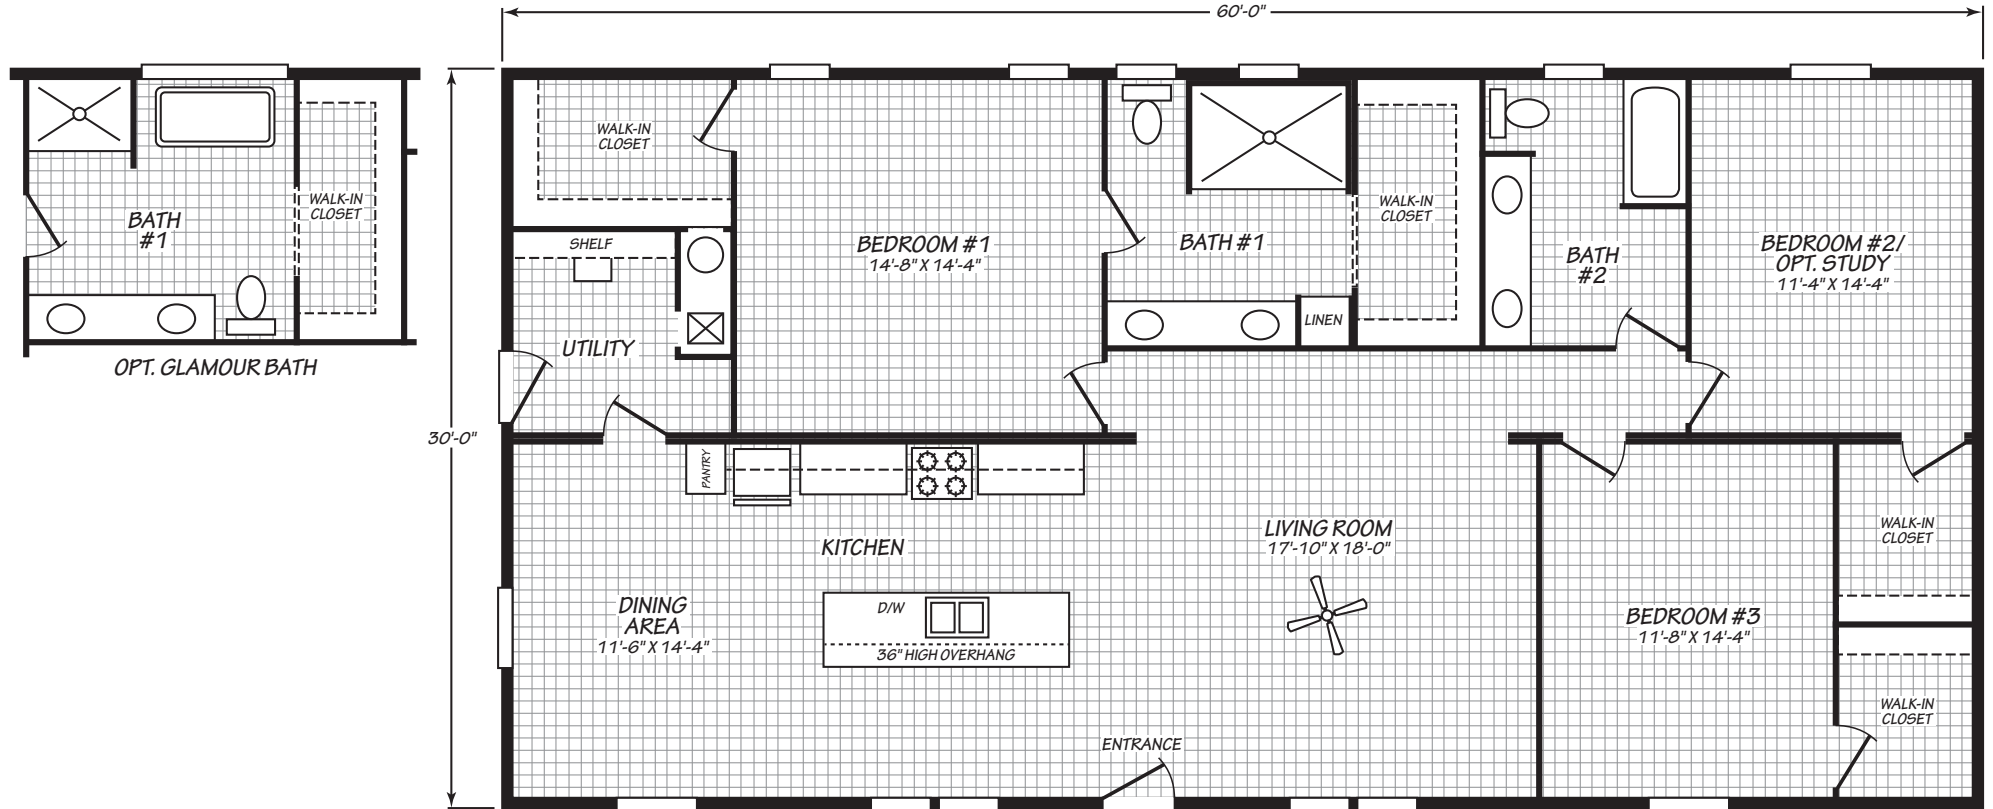 60'-0"
30'-0"
BATH
#1
WALK-IN
CLOSET
OPT. GLAMOUR BATH
WALK-IN
CLOSET
SHELF
UTILITY
BEDROOM #1
14'-8" X 14'-4"
BATH #1
LINEN
WALK-IN
CLOSET
BATH
#2
BEDROOM #2/
OPT. STUDY
11'-4" X 14'-4"
PANTRY
KITCHEN
DINING
AREA
11'-6" X 14'-4"
D/W
36" HIGH OVERHANG
LIVING ROOM
17'-10" X 18'-0"
ENTRANCE
BEDROOM #3
11'-8" X 14'-4"
WALK-IN
CLOSET
WALK-IN
CLOSET